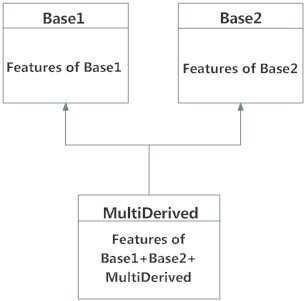 Base1
Features of Base1
Base2
Features of Base2
MultiDerived
Features of
Base1+Base2+
MultiDerived